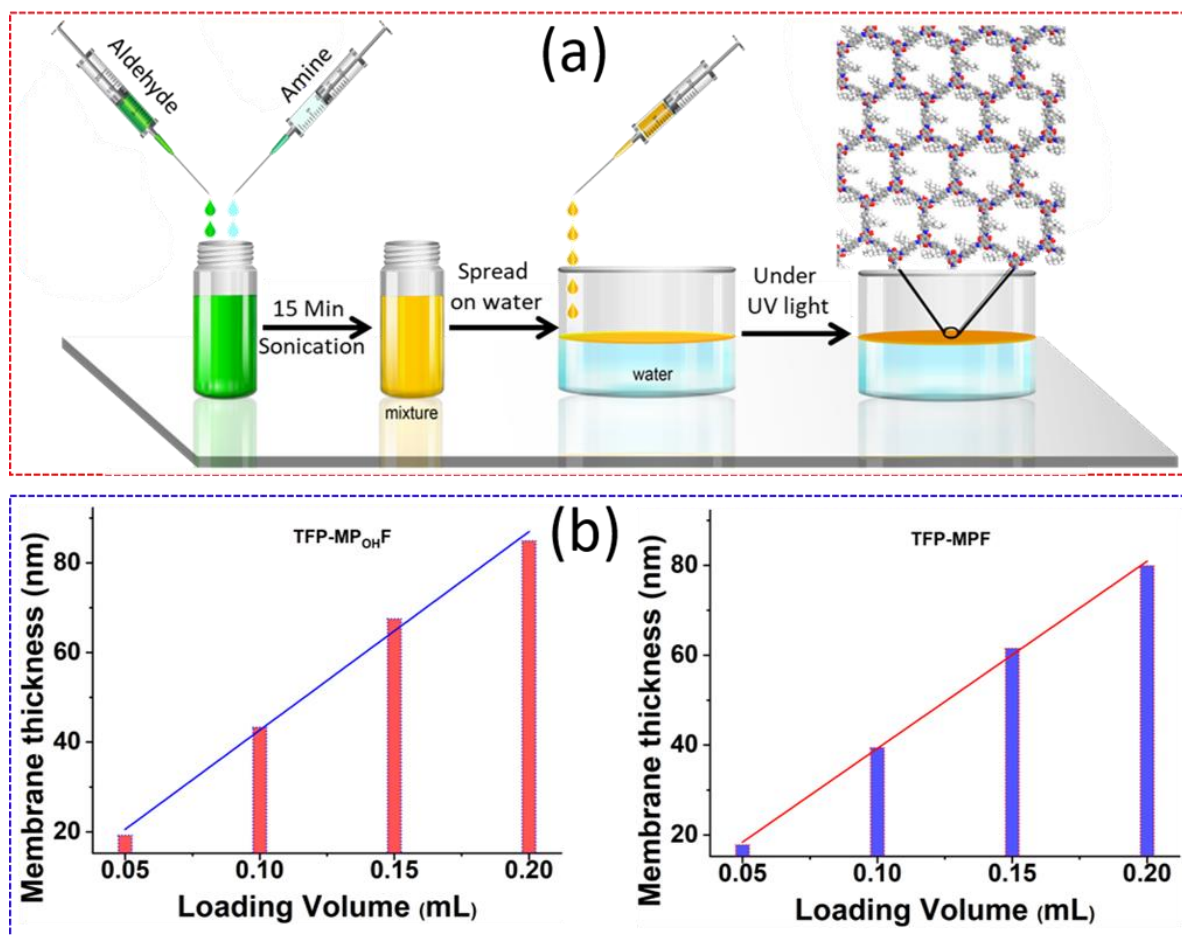 (a)
Aldehyde
Amine
15 Min
Sonication
Spread
on water
Under
UV light
mixture
water
(b)
TFP-MP_OHF
Membrane thickness (nm)
80
60
40
20
0.05 0.10 0.15 0.20
Loading Volume (mL)
TFP-MPF
Membrane thickness (nm)
80
60
40
20
0.05 0.10 0.15 0.20
Loading Volume (mL)